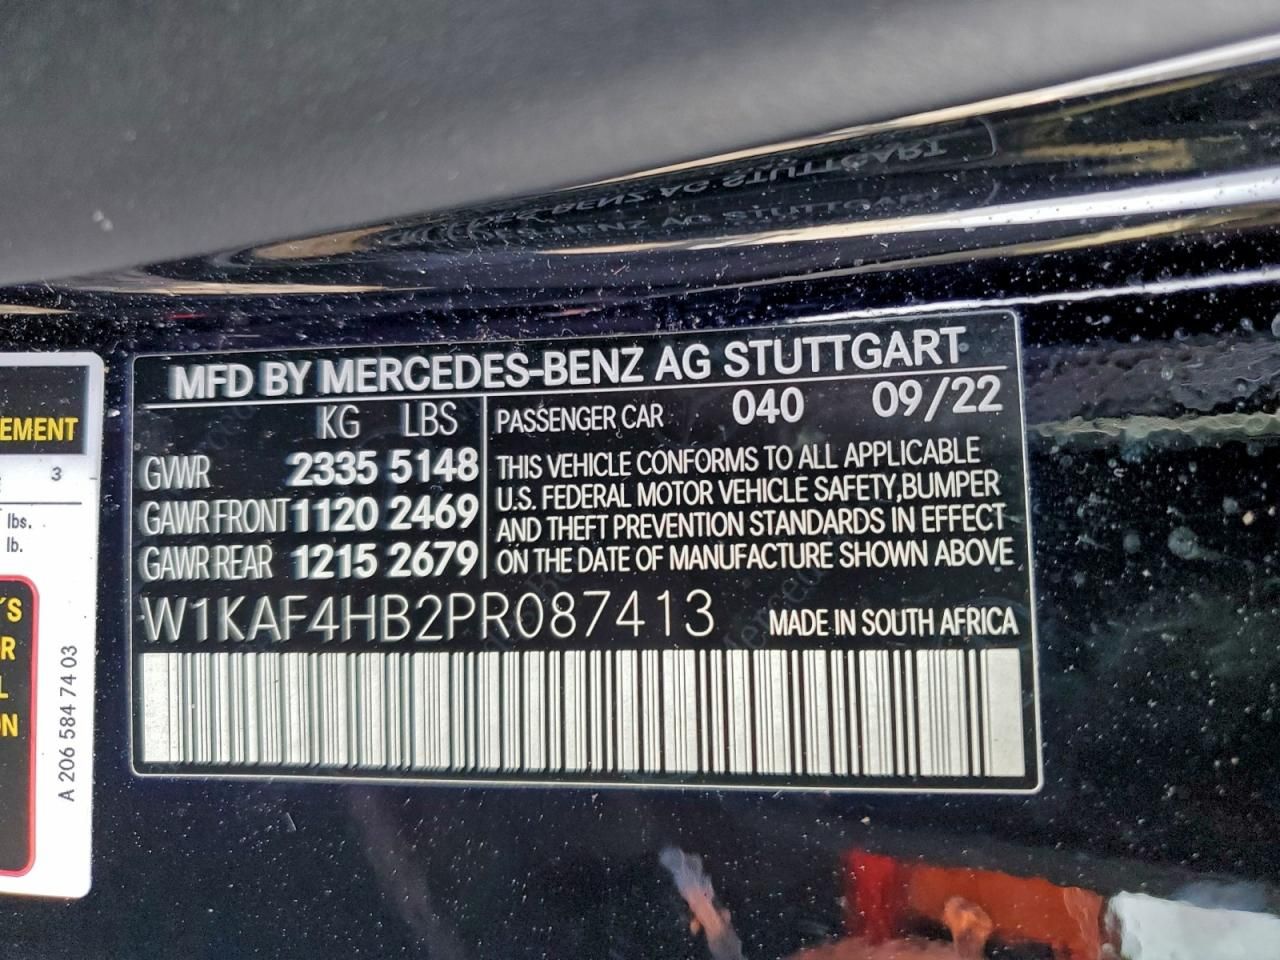 MFD BY MERCEDES-BENZ AG STUTTGART
KG LBS
GVWR 2335 5148
GAWR FRONT 1120 2469
GAWR REAR 1215 2679
PASSENGER CAR 040 09/22
THIS VEHICLE CONFORMS TO ALL APPLICABLE
U.S. FEDERAL MOTOR VEHICLE SAFETY,BUMPER
AND THEFT PREVENTION STANDARDS IN EFFECT
ON THE DATE OF MANUFACTURE SHOWN ABOVE
W1KAF4HB2PR087413 MADE IN SOUTH AFRICA
EMENT
3
lbs.
lb.
'S
R
L
ON
A 206 584 74 03